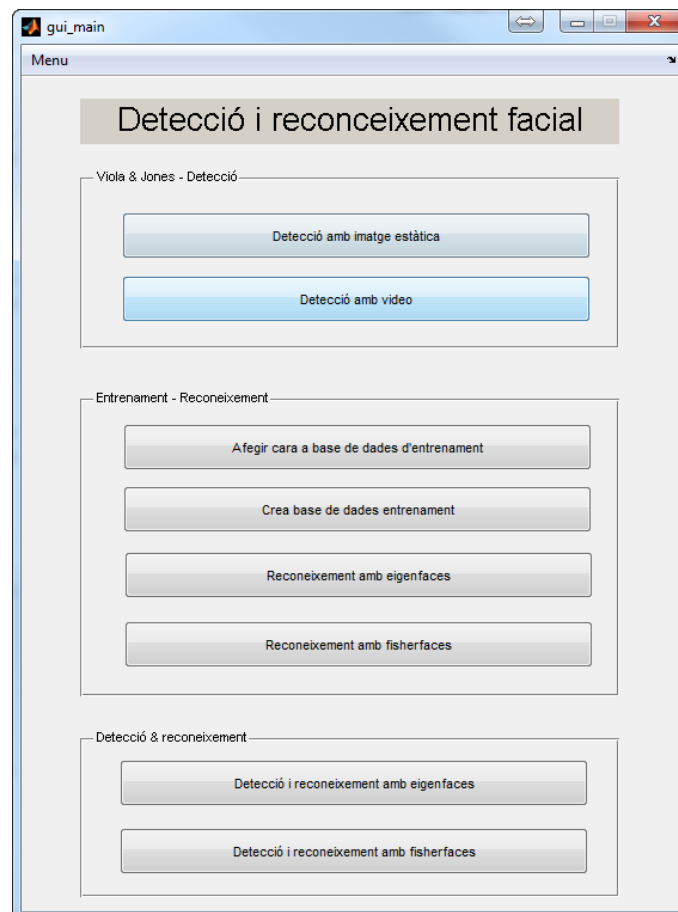 gui_main
Menu
Detecció i reconceixement facial
Viola & Jones - Detecció
Detecció amb imatge estàtica
Detecció amb video
Entrenament - Reconeixement
Afegir cara a base de dades d'entrenament
Crea base de dades entrenament
Reconeixement amb eigenfaces
Reconeixement amb fisherfaces
Detecció & reconeixement
Detecció i reconeixement amb eigenfaces
Detecció i reconeixement amb fisherfaces